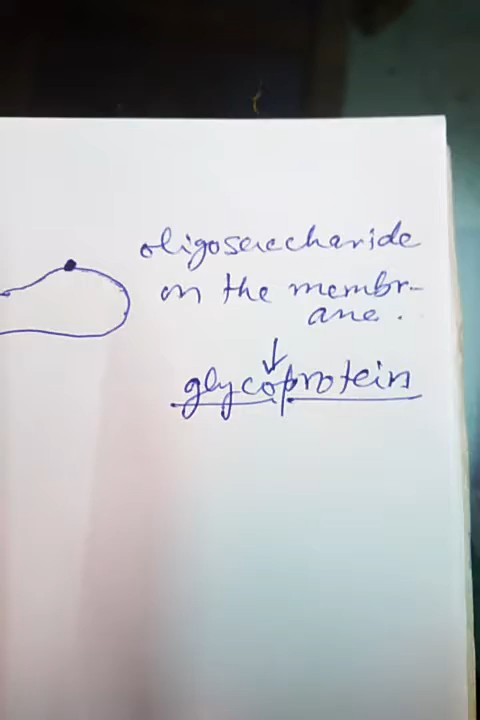 oligosaccharide
on the membr-
ane.
glycoprotein